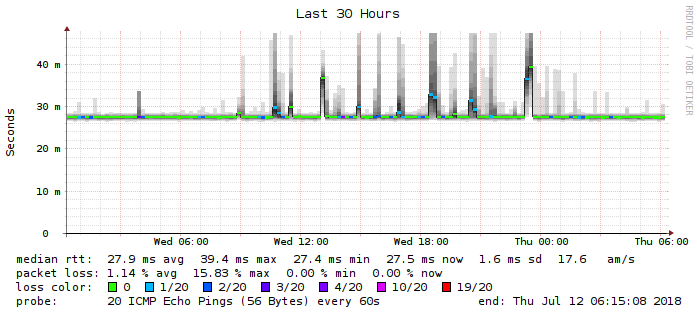 Last 30 Hours
RRDTOOL / TOBI OETIKER
Seconds
40 m
30 m
20 m
10 m
0
Wed 06:00 Wed 12:00 Wed 18:00 Thu 00:00 Thu 06:00
median rtt: 27.9 ms avg 39.4 ms max 27.4 ms min 27.5 ms now 1.6 ms sd 17.6 am/s
packet loss: 1.14 % avg 15.83 % max 0.00 % min 0.00 % now
loss color: 0 1/20 2/20 3/20 4/20 10/20 19/20
probe: 20 ICMP Echo Pings (56 Bytes) every 60s end: Thu Jul 12 06:15:08 2018